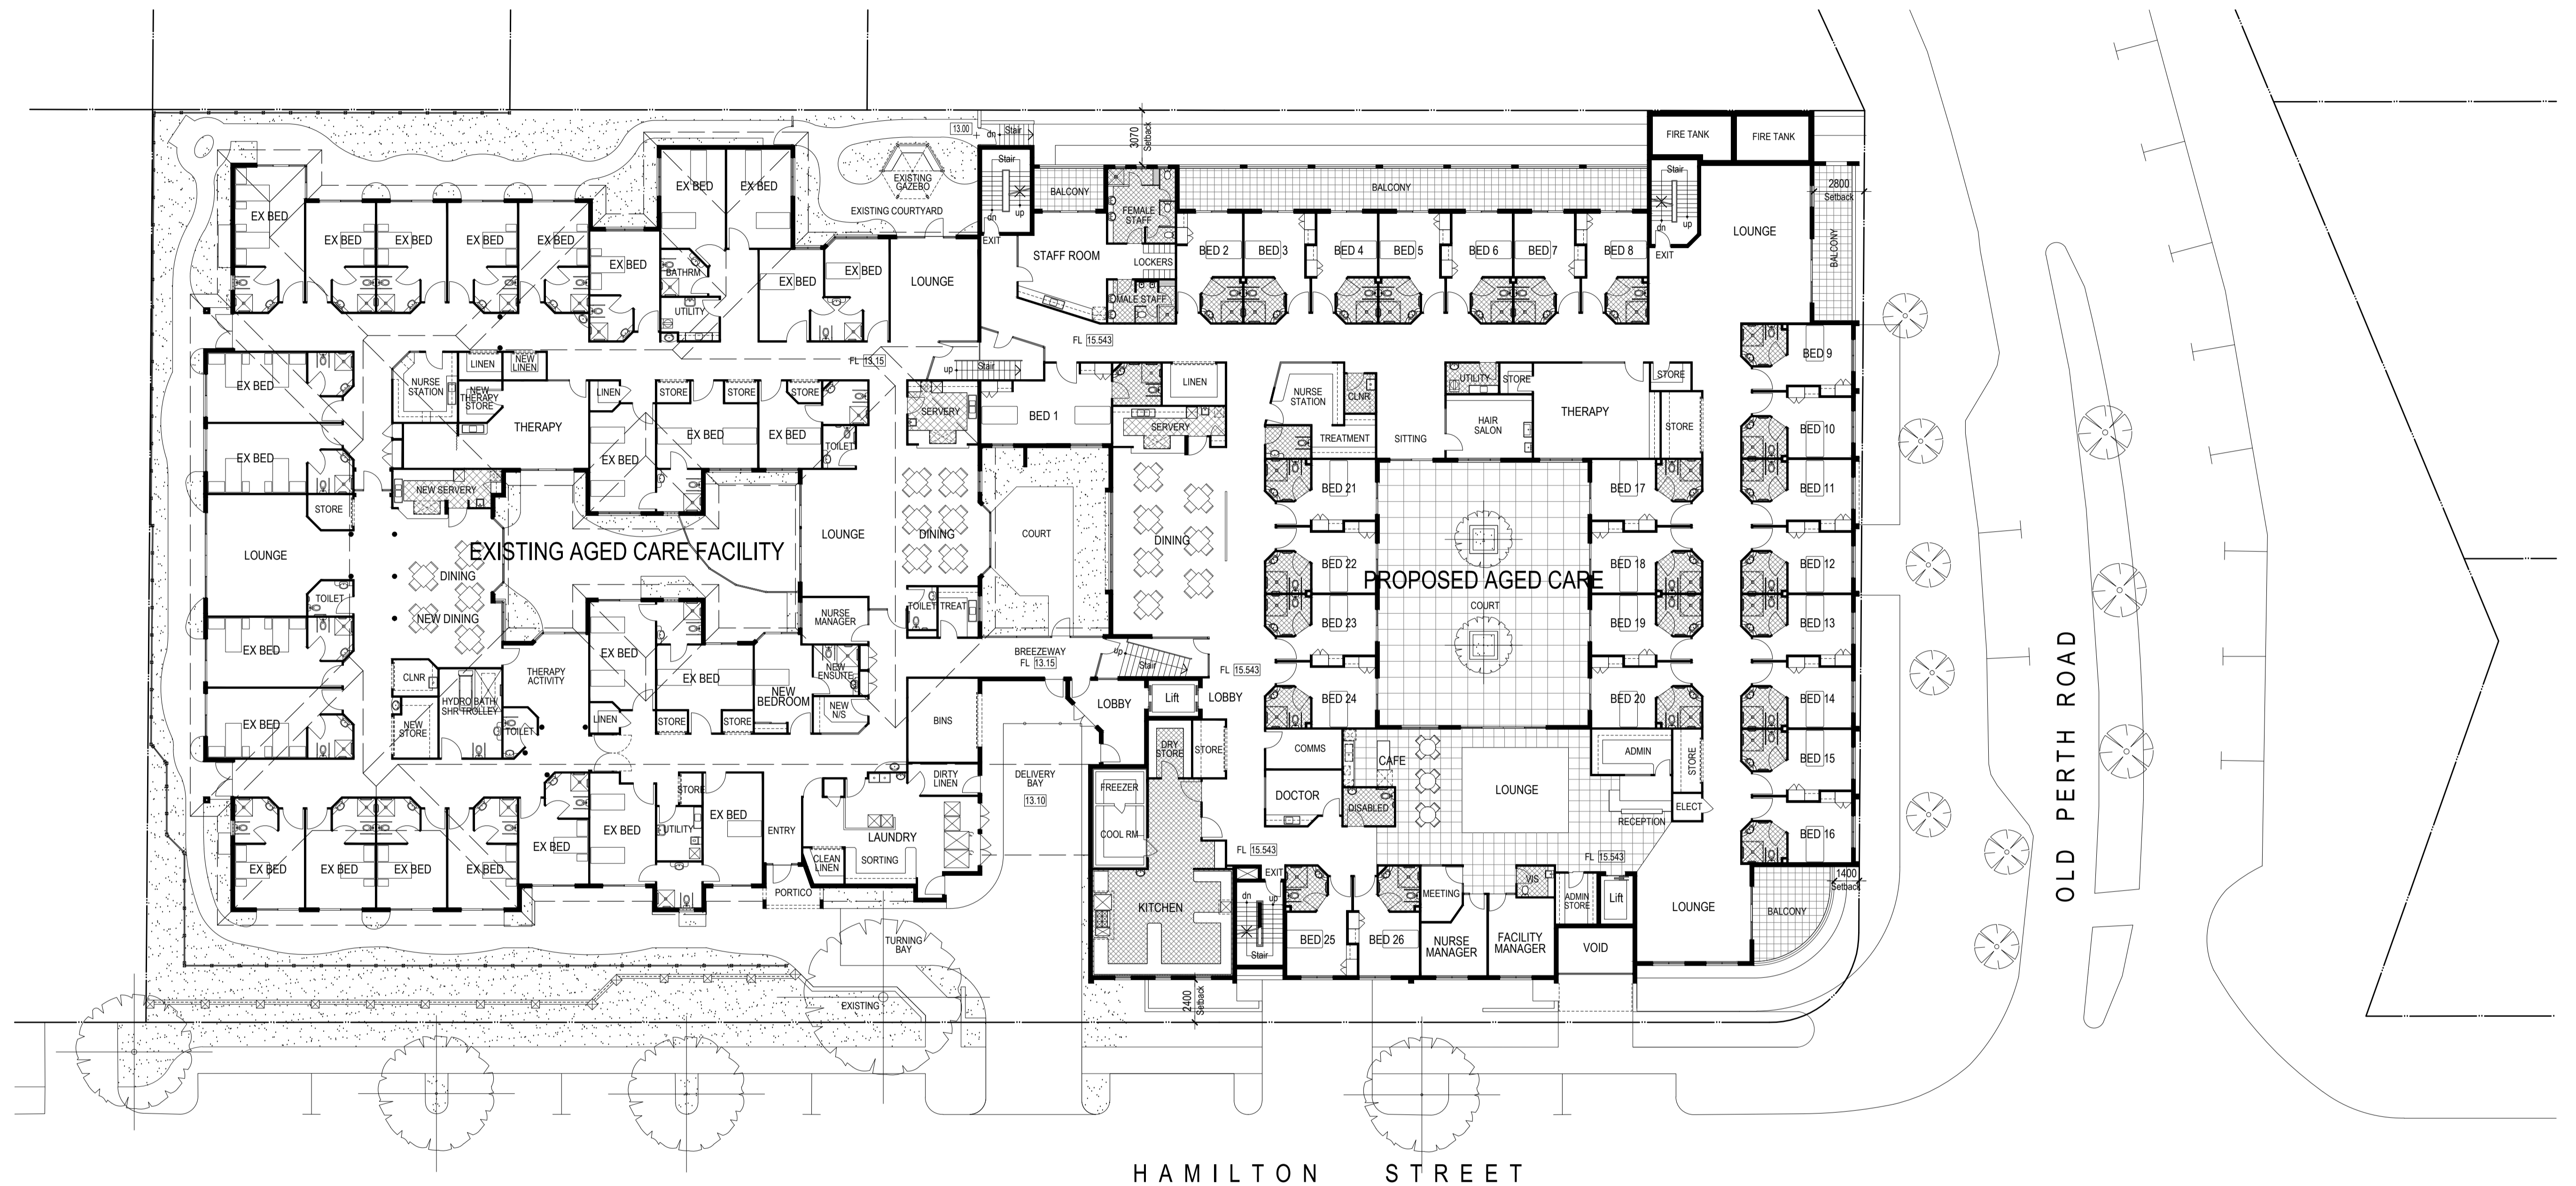 FIRE TANK
FIRE TANK
13.00
dn
Stair
3070
Setback
Stair
dn
up
EXIT
EXISTING
GAZEBO
EXISTING COURTYARD
BALCONY
FEMALE
STAFF
BALCONY
Stair
dn
up
EXIT
LOUNGE
2800
Setback
BALCONY
EX BED
EX BED
EX BED
EX BED
EX BED
EX BED
EX BED
EX BED
BATHRM
UTILITY
EX BED
EX BED
LOUNGE
STAFF ROOM
LOCKERS
MALE STAFF
BED 2
BED 3
BED 4
BED 5
BED 6
BED 7
BED 8
FL 13.15
FL 15.543
up
Stair
EX BED
NURSE
STATION
LINEN
NEW
LINEN
NEW
THERAPY
STORE
THERAPY
LINEN
STORE
STORE
STORE
EX BED
EX BED
EX BED
TOILET
SERVERY
BED 1
LINEN
SERVERY
NURSE
STATION
CLNR
TREATMENT
SITTING
UTILITY
STORE
HAIR
SALON
THERAPY
STORE
STORE
BED 9
BED 10
BED 11
EX BED
NEW SERVERY
STORE
LOUNGE
EXISTING AGED CARE FACILITY
LOUNGE
DINING
COURT
DINING
BED 21
BED 22
BED 23
BED 24
PROPOSED AGED CARE
COURT
BED 17
BED 18
BED 19
BED 20
BED 12
BED 13
BED 14
BED 15
BED 16
DINING
NEW DINING
TOILET
EX BED
EX BED
CLNR
NEW
STORE
HYDRO BATH/
SHR TROLLEY
THERAPY
ACTIVITY
TOILET
EX BED
EX BED
LINEN
STORE
STORE
NEW
BEDROOM
NURSE
MANAGER
NEW
ENSUITE
NEW
N/S
TOILET
TREAT
BREEZEWAY
FL 13.15
up
Stair
FL 15.543
LOBBY
Lift
LOBBY
BINS
DIRTY
LINEN
DELIVERY
BAY
13.10
DRY
STORE
STORE
FREEZER
COOL RM
KITCHEN
COMMS
DOCTOR
CAFE
DISABLED
LOUNGE
ADMIN
STORE
ELECT
RECEPTION
FL 15.543
FL 15.543
EX BED
EX BED
EX BED
EX BED
EX BED
EX BED
STORE
UTILITY
EX BED
ENTRY
PORTICO
CLEAN
LINEN
LAUNDRY
SORTING
EXIT
dn
up
Stair
BED 25
BED 26
MEETING
NURSE
MANAGER
VIS
FACILITY
MANAGER
ADMIN
STORE
Lift
VOID
LOUNGE
BALCONY
1400
Setback
TURNING
BAY
EXISTING
2400
Setback
OLD PERTH ROAD
HAMILTON STREET